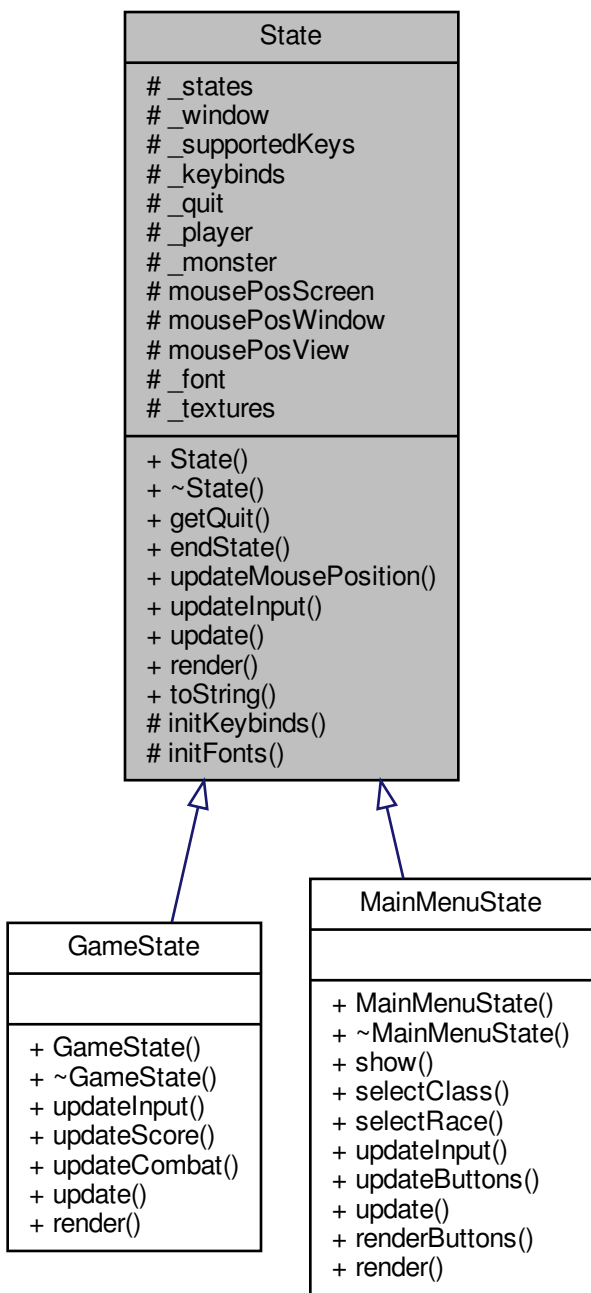 State
# _states
# _window
# _supportedKeys
# _keybinds
# _quit
# _player
# _monster
# mousePosScreen
# mousePosWindow
# mousePosView
# _font
# _textures
+ State()
+ ~State()
+ getQuit()
+ endState()
+ updateMousePosition()
+ updateInput()
+ update()
+ render()
+ toString()
# initKeybinds()
# initFonts()
GameState
+ GameState()
+ ~GameState()
+ updateInput()
+ updateScore()
+ updateCombat()
+ update()
+ render()
MainMenuState
+ MainMenuState()
+ ~MainMenuState()
+ show()
+ selectClass()
+ selectRace()
+ updateInput()
+ updateButtons()
+ update()
+ renderButtons()
+ render()